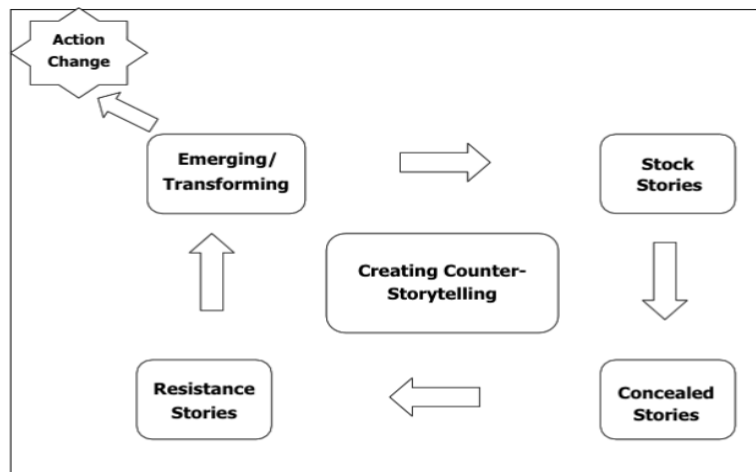 Action
Change
Emerging/
Transforming
Stock
Stories
Creating Counter-
Storytelling
Resistance
Stories
Concealed
Stories